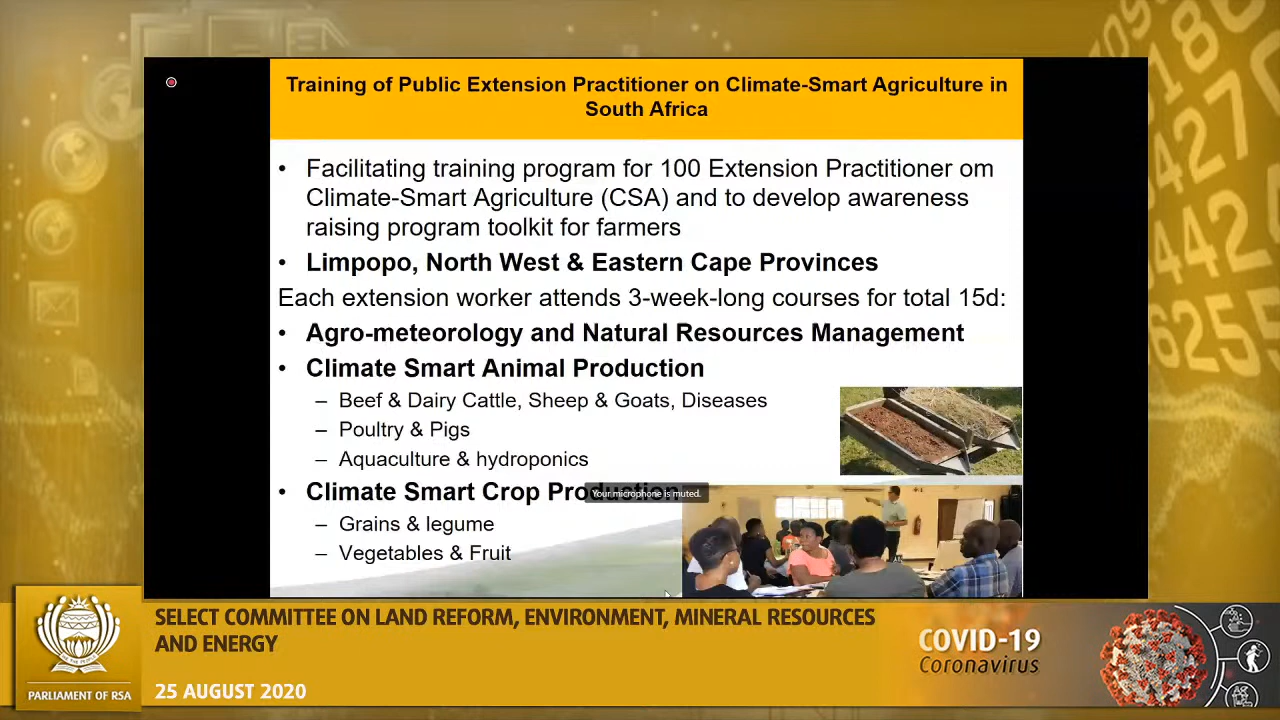 Training of Public Extension Practitioner on Climate-Smart Agriculture in
South Africa
• Facilitating training program for 100 Extension Practitioner om
Climate-Smart Agriculture (CSA) and to develop awareness
raising program toolkit for farmers
• Limpopo, North West & Eastern Cape Provinces
Each extension worker attends 3-week-long courses for total 15d:
• Agro-meteorology and Natural Resources Management
• Climate Smart Animal Production
– Beef & Dairy Cattle, Sheep & Goats, Diseases
– Poultry & Pigs
– Aquaculture & hydroponics
• Climate Smart Crop Production
Your microphone is muted.
– Grains & legume
– Vegetables & Fruit
SELECT COMMITTEE ON LAND REFORM, ENVIRONMENT, MINERAL RESOURCES
AND ENERGY
25 AUGUST 2020
PARLIAMENT OF RSA
COVID-19
Coronavirus